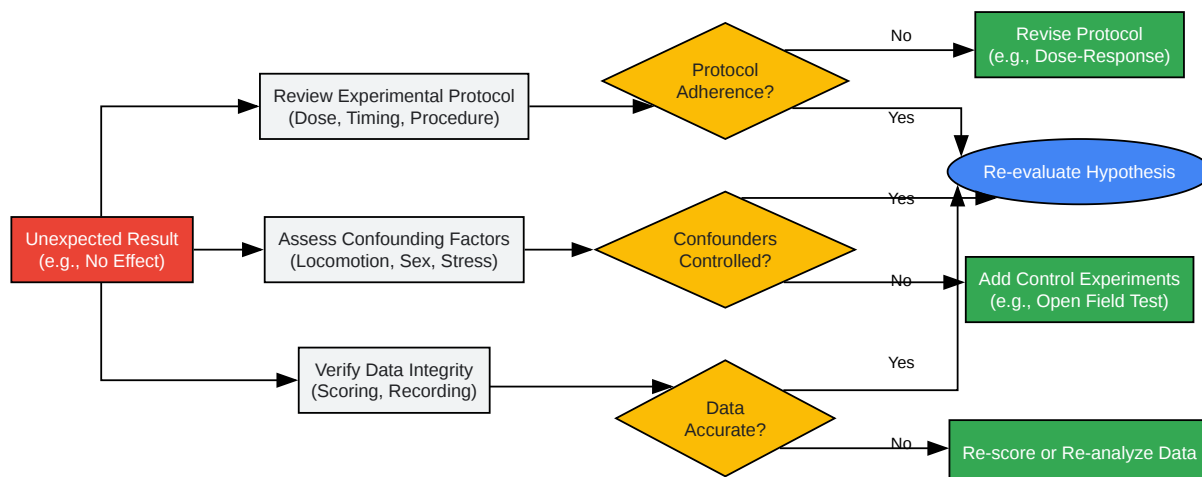 Unexpected Result
(e.g., No Effect)
Review Experimental Protocol
(Dose, Timing, Procedure)
Protocol
Adherence?
No
Revise Protocol
(e.g., Dose-Response)
Yes
Re-evaluate Hypothesis
Assess Confounding Factors
(Locomotion, Sex, Stress)
Confounders
Controlled?
Yes
No
Add Control Experiments
(e.g., Open Field Test)
Verify Data Integrity
(Scoring, Recording)
Data
Accurate?
Yes
No
Re-score or Re-analyze Data